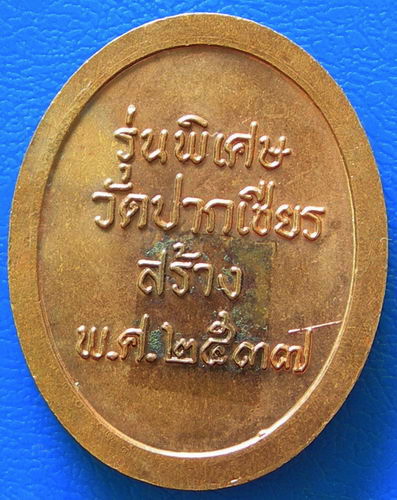 รุ่นพิเศษ
วัดปากเชียร
สร้าง
พ.ศ.๒๕๓๗